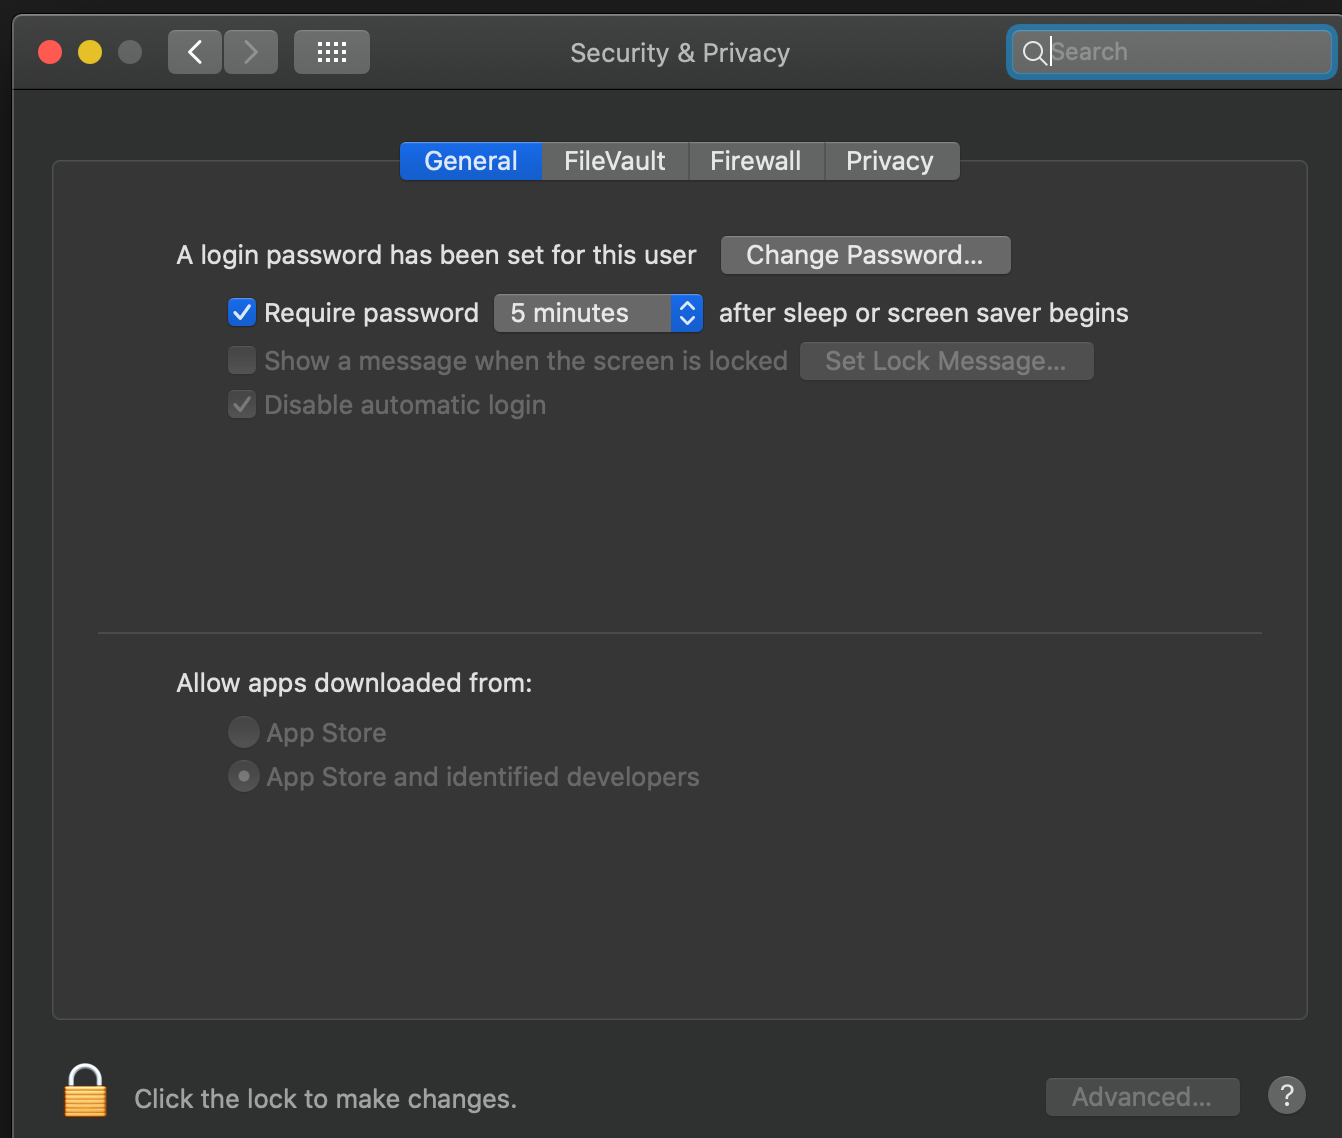 Security & Privacy
Search
General FileVault Firewall Privacy
A login password has been set for this user Change Password...
Require password 5 minutes after sleep or screen saver begins
Show a message when the screen is locked Set Lock Message...
Disable automatic login
Allow apps downloaded from:
App Store
App Store and identified developers
Click the lock to make changes.
Advanced... ?